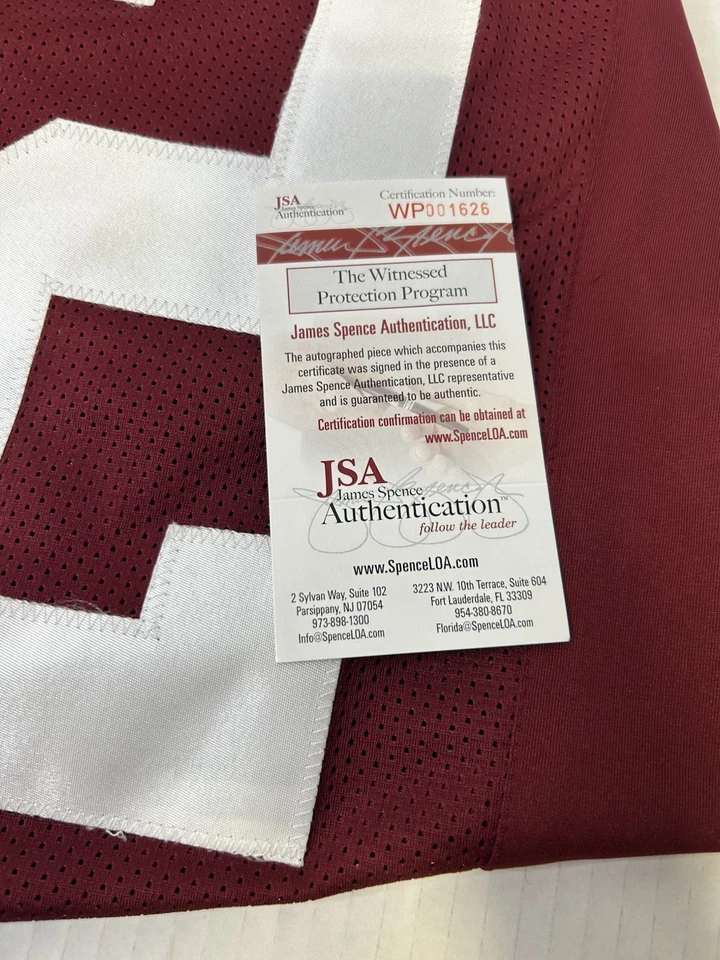 JSA
James Spence
Authentication™
Certification Number:
WP001626
James Spence
The Witnessed
Protection Program
James Spence Authentication, LLC
The autographed piece which accompanies this
certificate was signed in the presence of a
James Spence Authentication, LLC representative
and is guaranteed to be authentic.
Certification confirmation can be obtained at
www.SpenceLOA.com
JSA
James Spence
Authentication™
follow the leader
www.SpenceLOA.com
2 Sylvan Way, Suite 102
Parsippany, NJ 07054
973-898-1300
Info@SpenceLOA.com
3223 N.W. 10th Terrace, Suite 604
Fort Lauderdale, FL 33309
954-380-8670
Florida@SpenceLOA.com